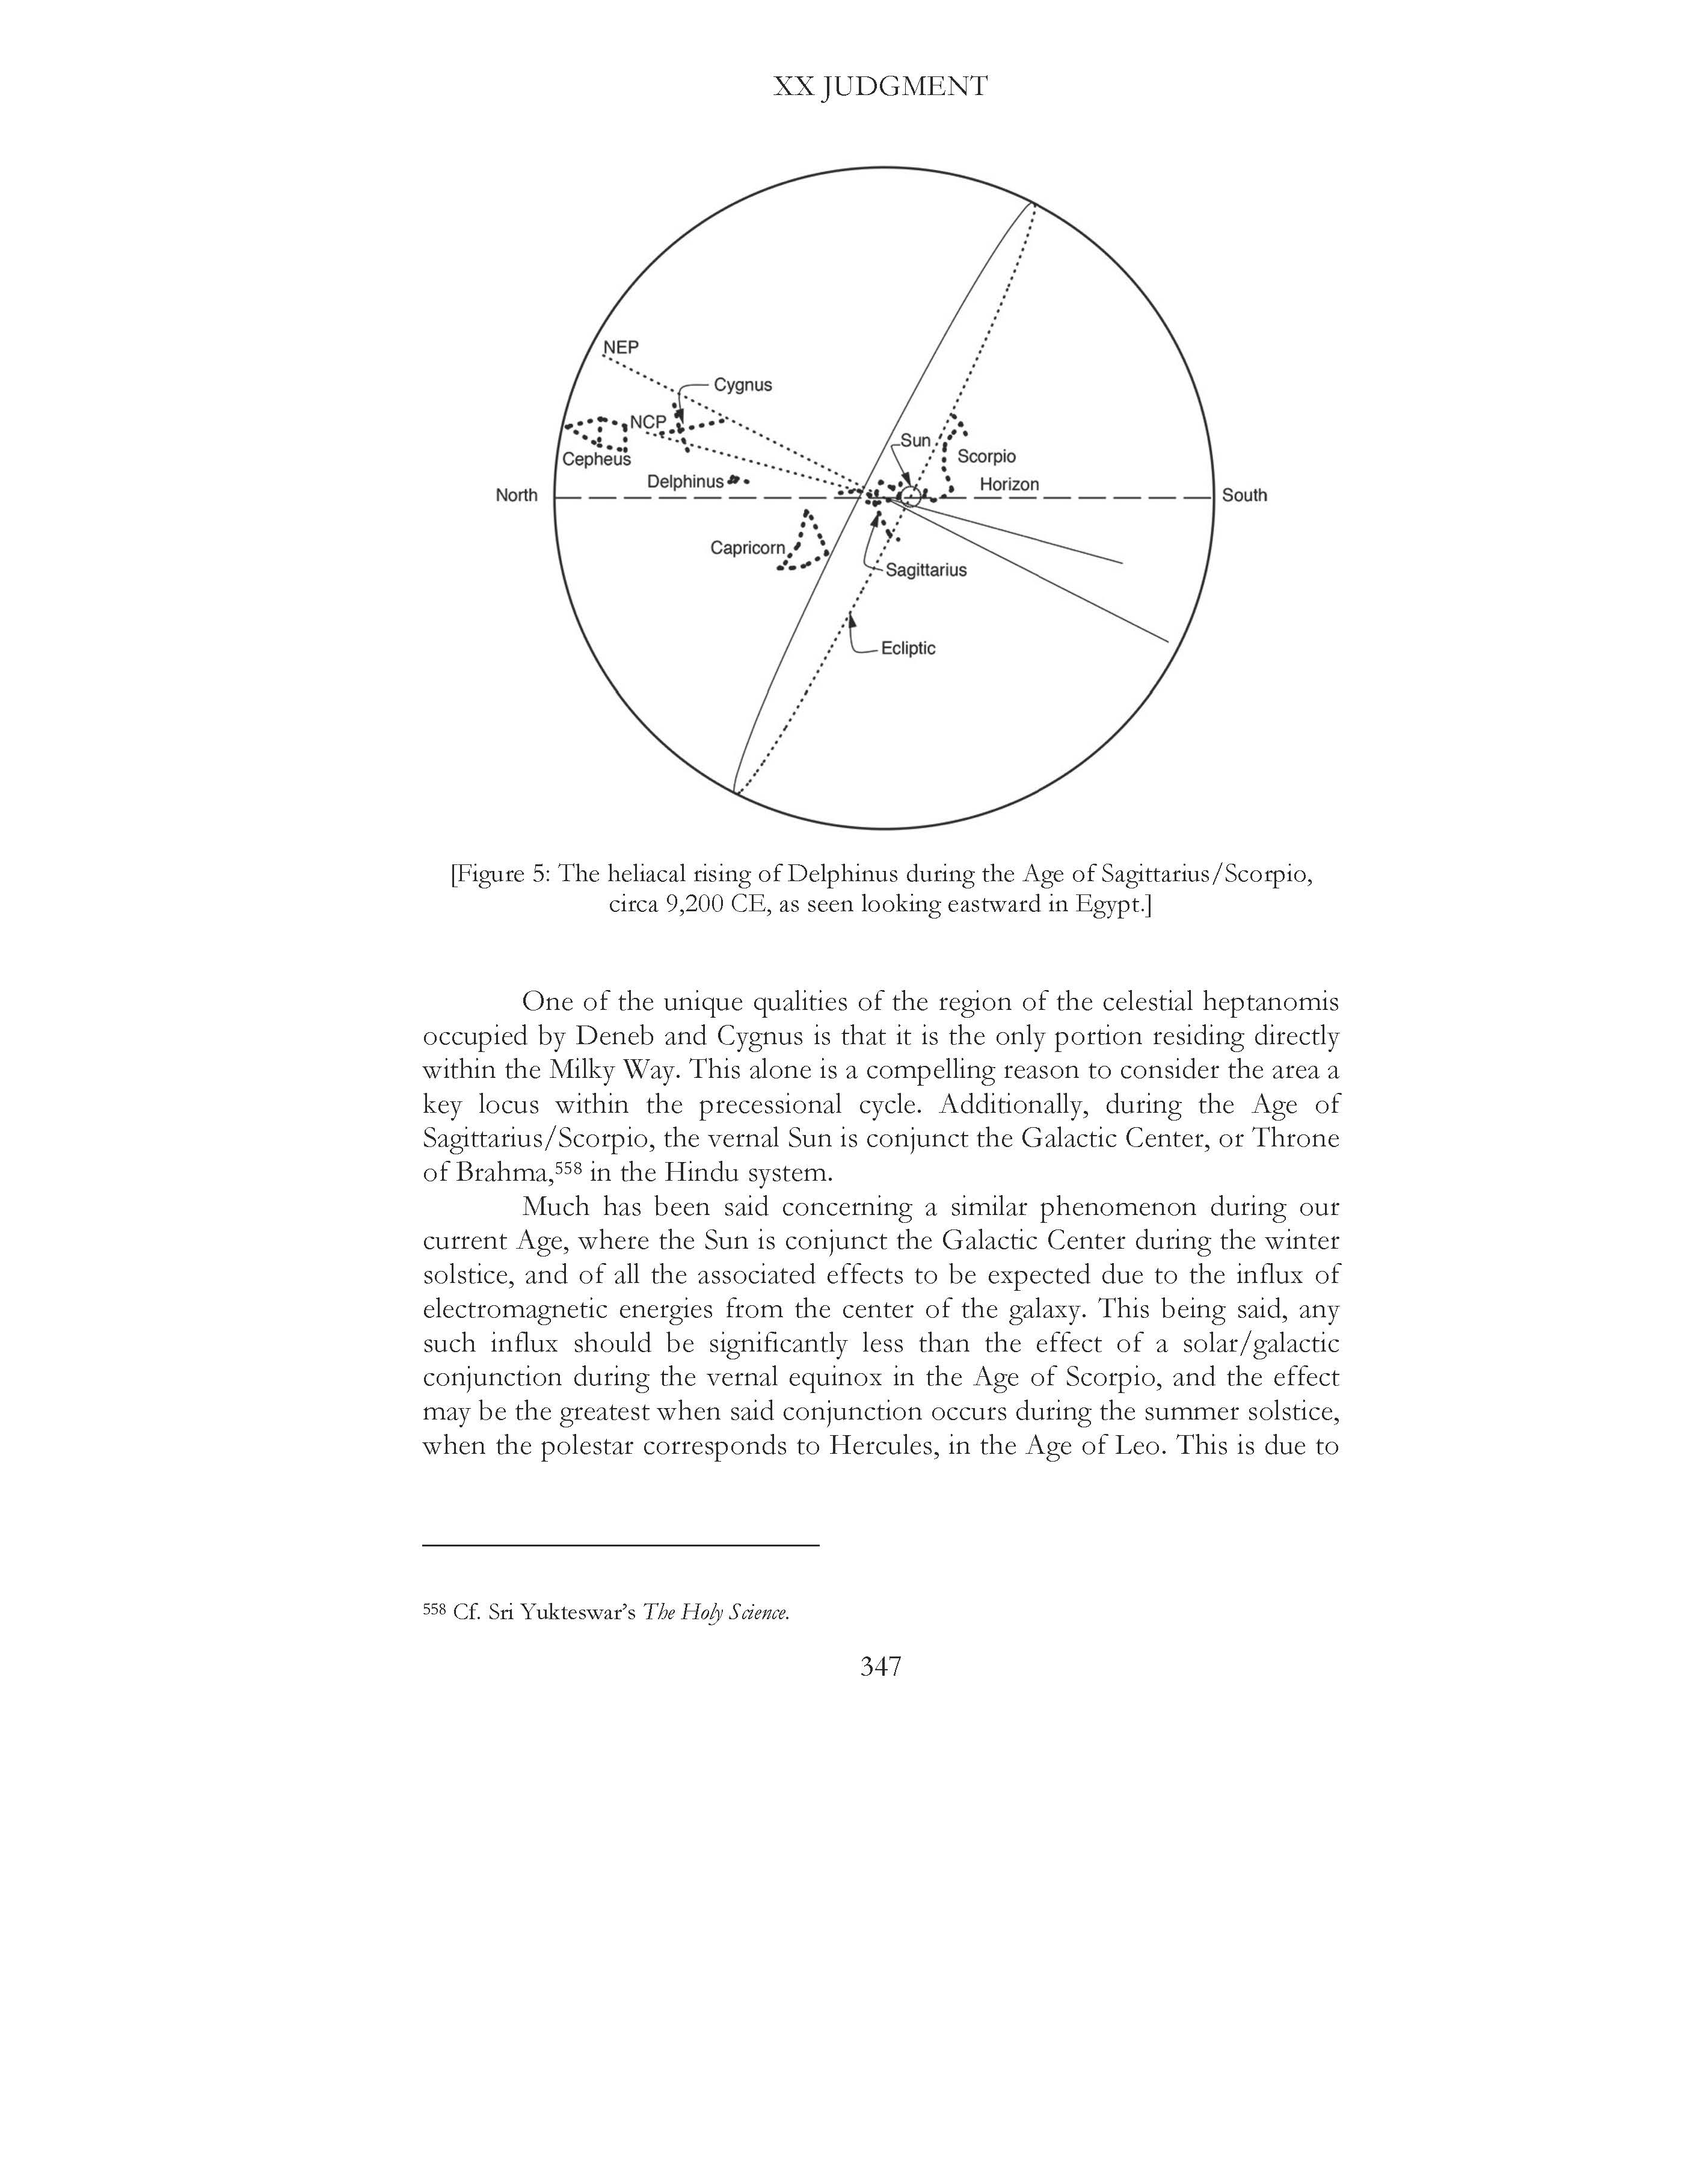 XX JUDGMENT
NEP
Cygnus
NCP
Cepheus
Sun
Scorpio
Delphinus
Horizon
North
South
Capricorn
Sagittarius
Ecliptic
[Figure 5: The heliacal rising of Delphinus during the Age of Sagittarius/Scorpio,
circa 9,200 CE, as seen looking eastward in Egypt.]
One of the unique qualities of the region of the celestial heptanomis
occupied by Deneb and Cygnus is that it is the only portion residing directly
within the Milky Way. This alone is a compelling reason to consider the area a
key locus within the precessional cycle. Additionally, during the Age of
Sagittarius/Scorpio, the vernal Sun is conjunct the Galactic Center, or Throne
of Brahma,558 in the Hindu system.
Much has been said concerning a similar phenomenon during our
current Age, where the Sun is conjunct the Galactic Center during the winter
solstice, and of all the associated effects to be expected due to the influx of
electromagnetic energies from the center of the galaxy. This being said, any
such influx should be significantly less than the effect of a solar/galactic
conjunction during the vernal equinox in the Age of Scorpio, and the effect
may be the greatest when said conjunction occurs during the summer solstice,
when the polestar corresponds to Hercules, in the Age of Leo. This is due to
558 Cf. Sri Yukteswar's The Holy Science.
347